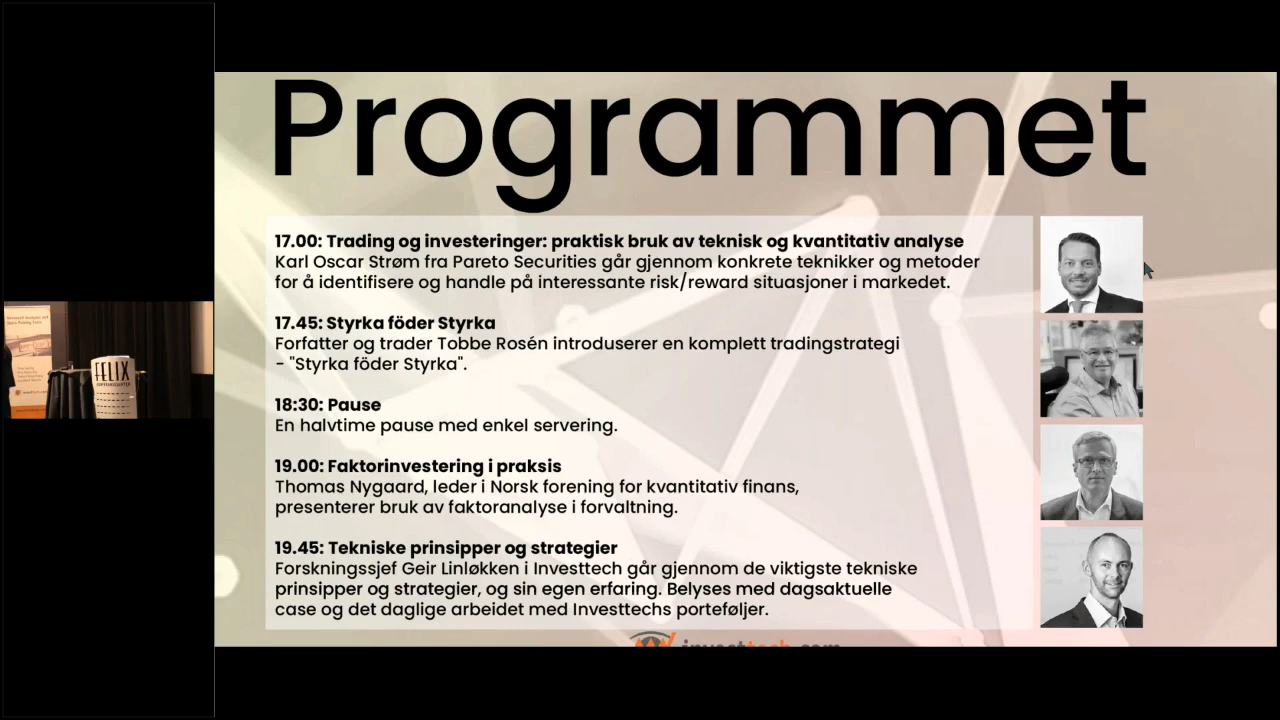 Programmet
17.00: Trading og investeringer: praktisk bruk av teknisk og kvantitativ analyse
Karl Oscar Strøm fra Pareto Securities går gjennom konkrete teknikker og metoder
for å identifisere og handle på interessante risk/reward situasjoner i markedet.
17.45: Styrka föder Styrka
Forfatter og trader Tobbe Rosén introduserer en komplett tradingstrategi
- "Styrka föder Styrka".
18:30: Pause
En halvtime pause med enkel servering.
19.00: Faktorinvestering i praksis
Thomas Nygaard, leder i Norsk forening for kvantitativ finans,
presenterer bruk av faktoranalyse i forvaltning.
19.45: Tekniske prinsipper og strategier
Forskningssjef Geir Linløkken i Investtech går gjennom de viktigste tekniske
prinsipper og strategier, og sin egen erfaring. Belyses med dagsaktuelle
case og det daglige arbeidet med Investtechs porteføljer.
investtech.com
FELIX